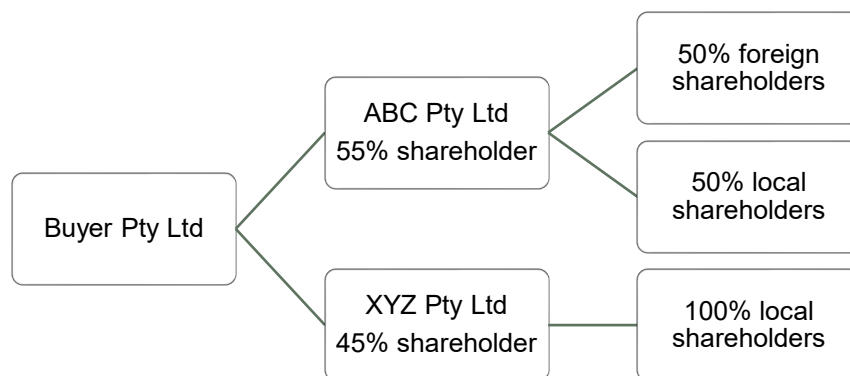 Buyer Pty Ltd
ABC Pty Ltd
55% shareholder
50% foreign
shareholders
50% local
shareholders
XYZ Pty Ltd
45% shareholder
100% local
shareholders